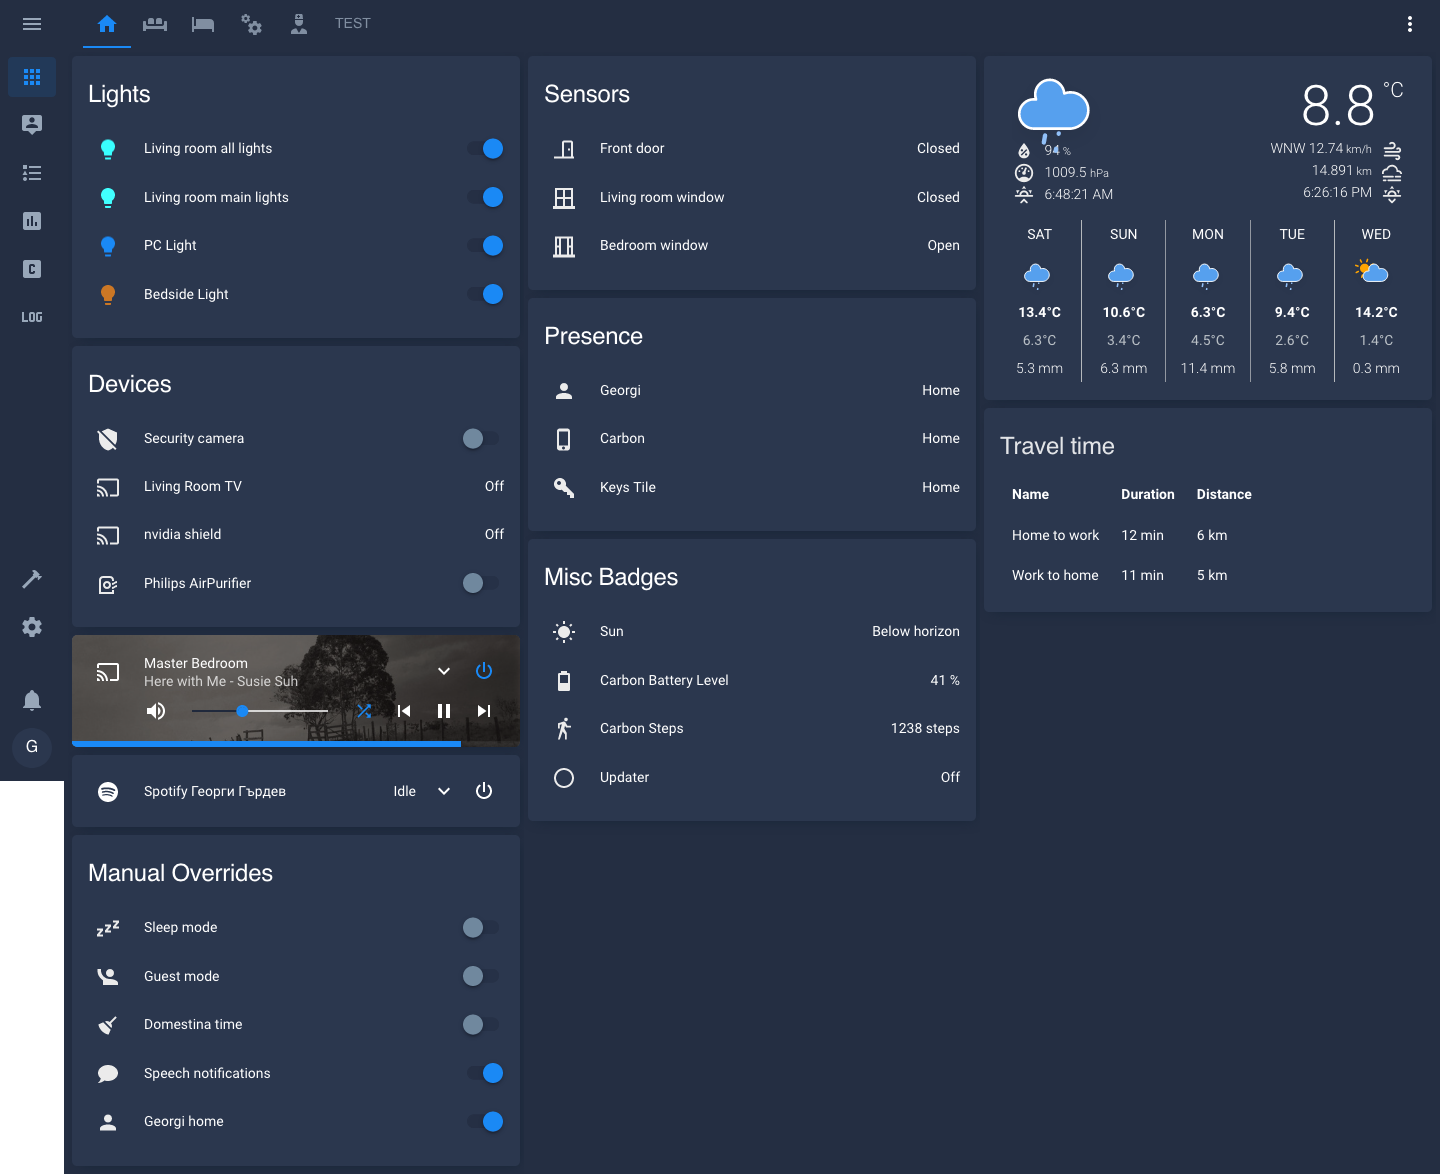 TEST
LOG
G
Lights
Living room all lights
Living room main lights
PC Light
Bedside Light
Devices
Security camera
Living Room TV Off
nvidia shield Off
Philips AirPurifier
Master Bedroom
Here with Me - Susie Suh
Spotify Георги Гърдев Idle
Manual Overrides
zzz Sleep mode
Guest mode
Domestina time
Speech notifications
Georgi home
Sensors
Front door Closed
Living room window Closed
Bedroom window Open
Presence
Georgi Home
Carbon Home
Keys Tile Home
Misc Badges
Sun Below horizon
Carbon Battery Level 41 %
Carbon Steps 1238 steps
Updater Off
8.8 °C
94 % WNW 12.74 km/h
1009.5 hPa 14.891 km
6:48:21 AM 6:26:16 PM
SAT SUN MON TUE WED
13.4°C 10.6°C 6.3°C 9.4°C 14.2°C
6.3°C 3.4°C 4.5°C 2.6°C 1.4°C
5.3 mm 6.3 mm 11.4 mm 5.8 mm 0.3 mm
Travel time
Name Duration Distance
Home to work 12 min 6 km
Work to home 11 min 5 km